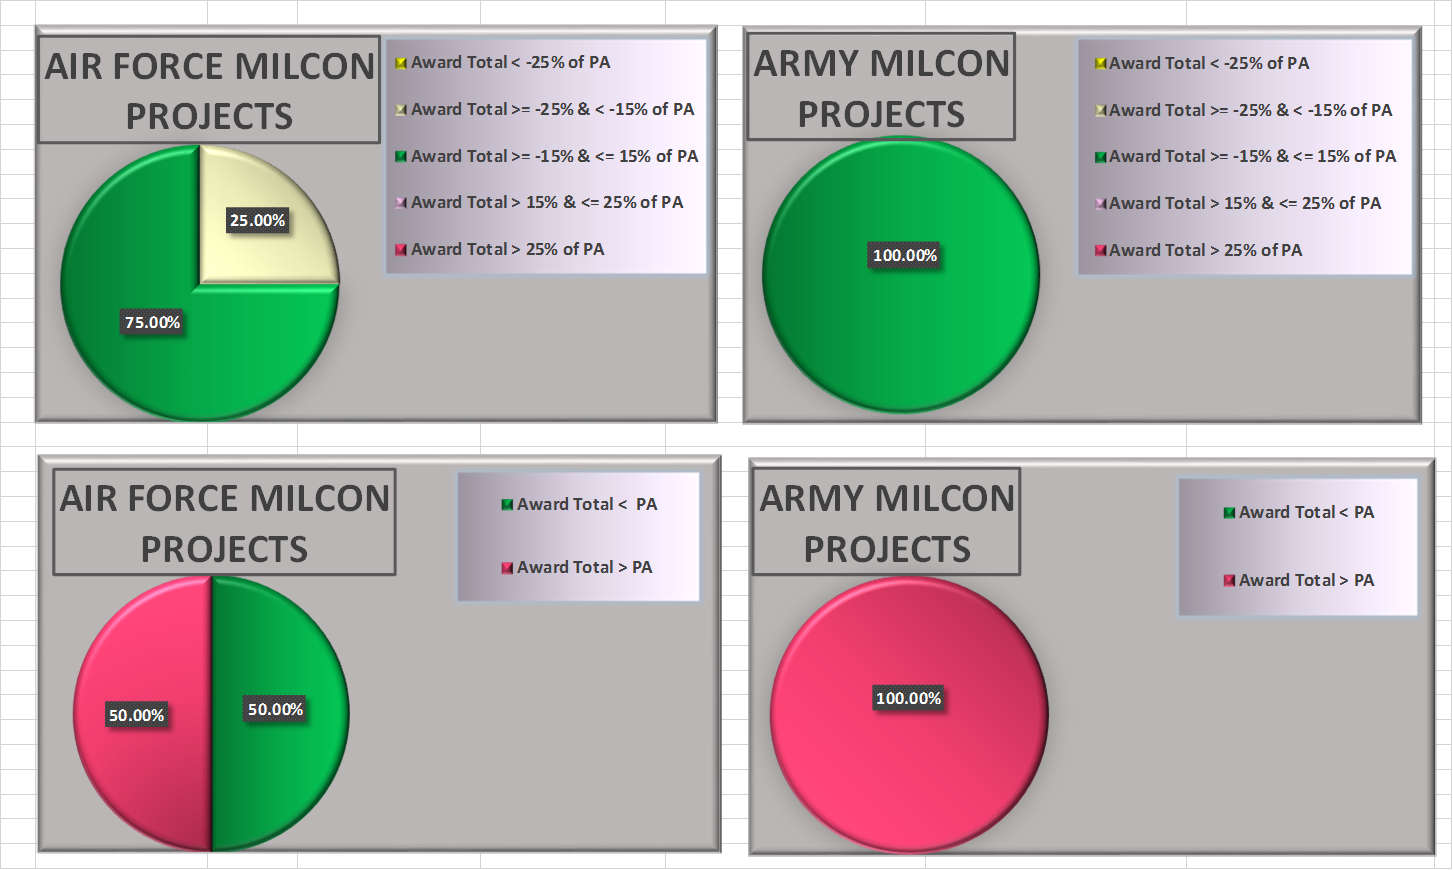 AIR FORCE MILCON
PROJECTS
Award Total < -25% of PA
Award Total >= -25% & < -15% of PA
Award Total >= -15% & <= 15% of PA
Award Total > 15% & <= 25% of PA
Award Total > 25% of PA
25.00%
75.00%
ARMY MILCON
PROJECTS
Award Total < -25% of PA
Award Total >= -25% & < -15% of PA
Award Total >= -15% & <= 15% of PA
Award Total > 15% & <= 25% of PA
Award Total > 25% of PA
100.00%
AIR FORCE MILCON
PROJECTS
Award Total <  PA
Award Total > PA
50.00%
50.00%
ARMY MILCON
PROJECTS
Award Total < PA
Award Total > PA
100.00%